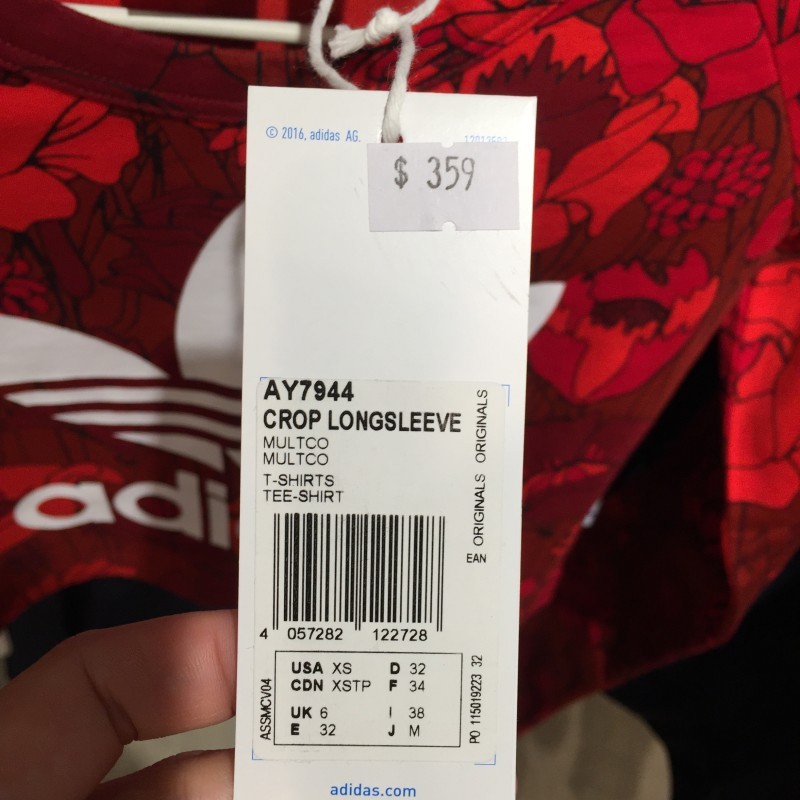 © 2016, adidas AG.
$ 359
AY7944
CROP LONGSLEEVE
MULTCO
MULTCO
T-SHIRTS
TEE-SHIRT
ORIGINALS ORIGINALS
EAN
4 057282 122728
USA XS D 32
CDN XSTP F 34
UK 6 I 38
E 32 J M
ASSMCV04
PO 115019223 32
adidas.com
adi